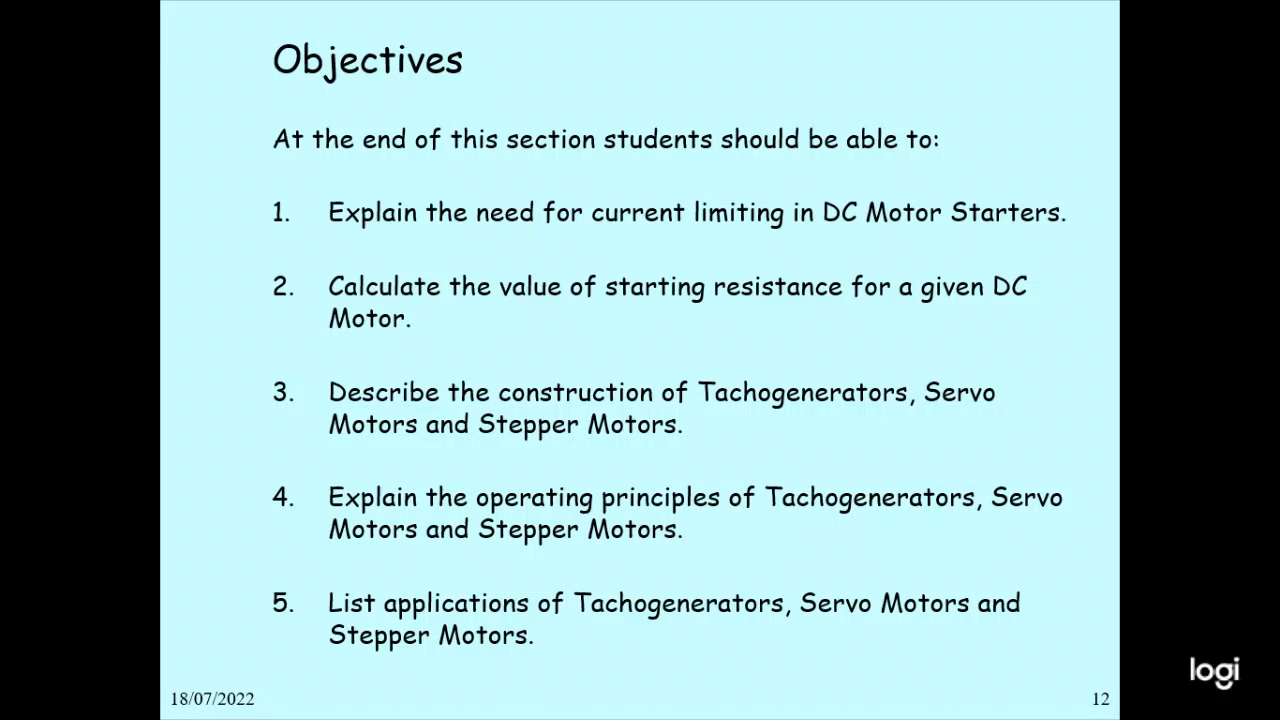 Objectives
At the end of this section students should be able to:
1. Explain the need for current limiting in DC Motor Starters.
2. Calculate the value of starting resistance for a given DC
Motor.
3. Describe the construction of Tachogenerators, Servo
Motors and Stepper Motors.
4. Explain the operating principles of Tachogenerators, Servo
Motors and Stepper Motors.
5. List applications of Tachogenerators, Servo Motors and
Stepper Motors.
18/07/2022
12
logi